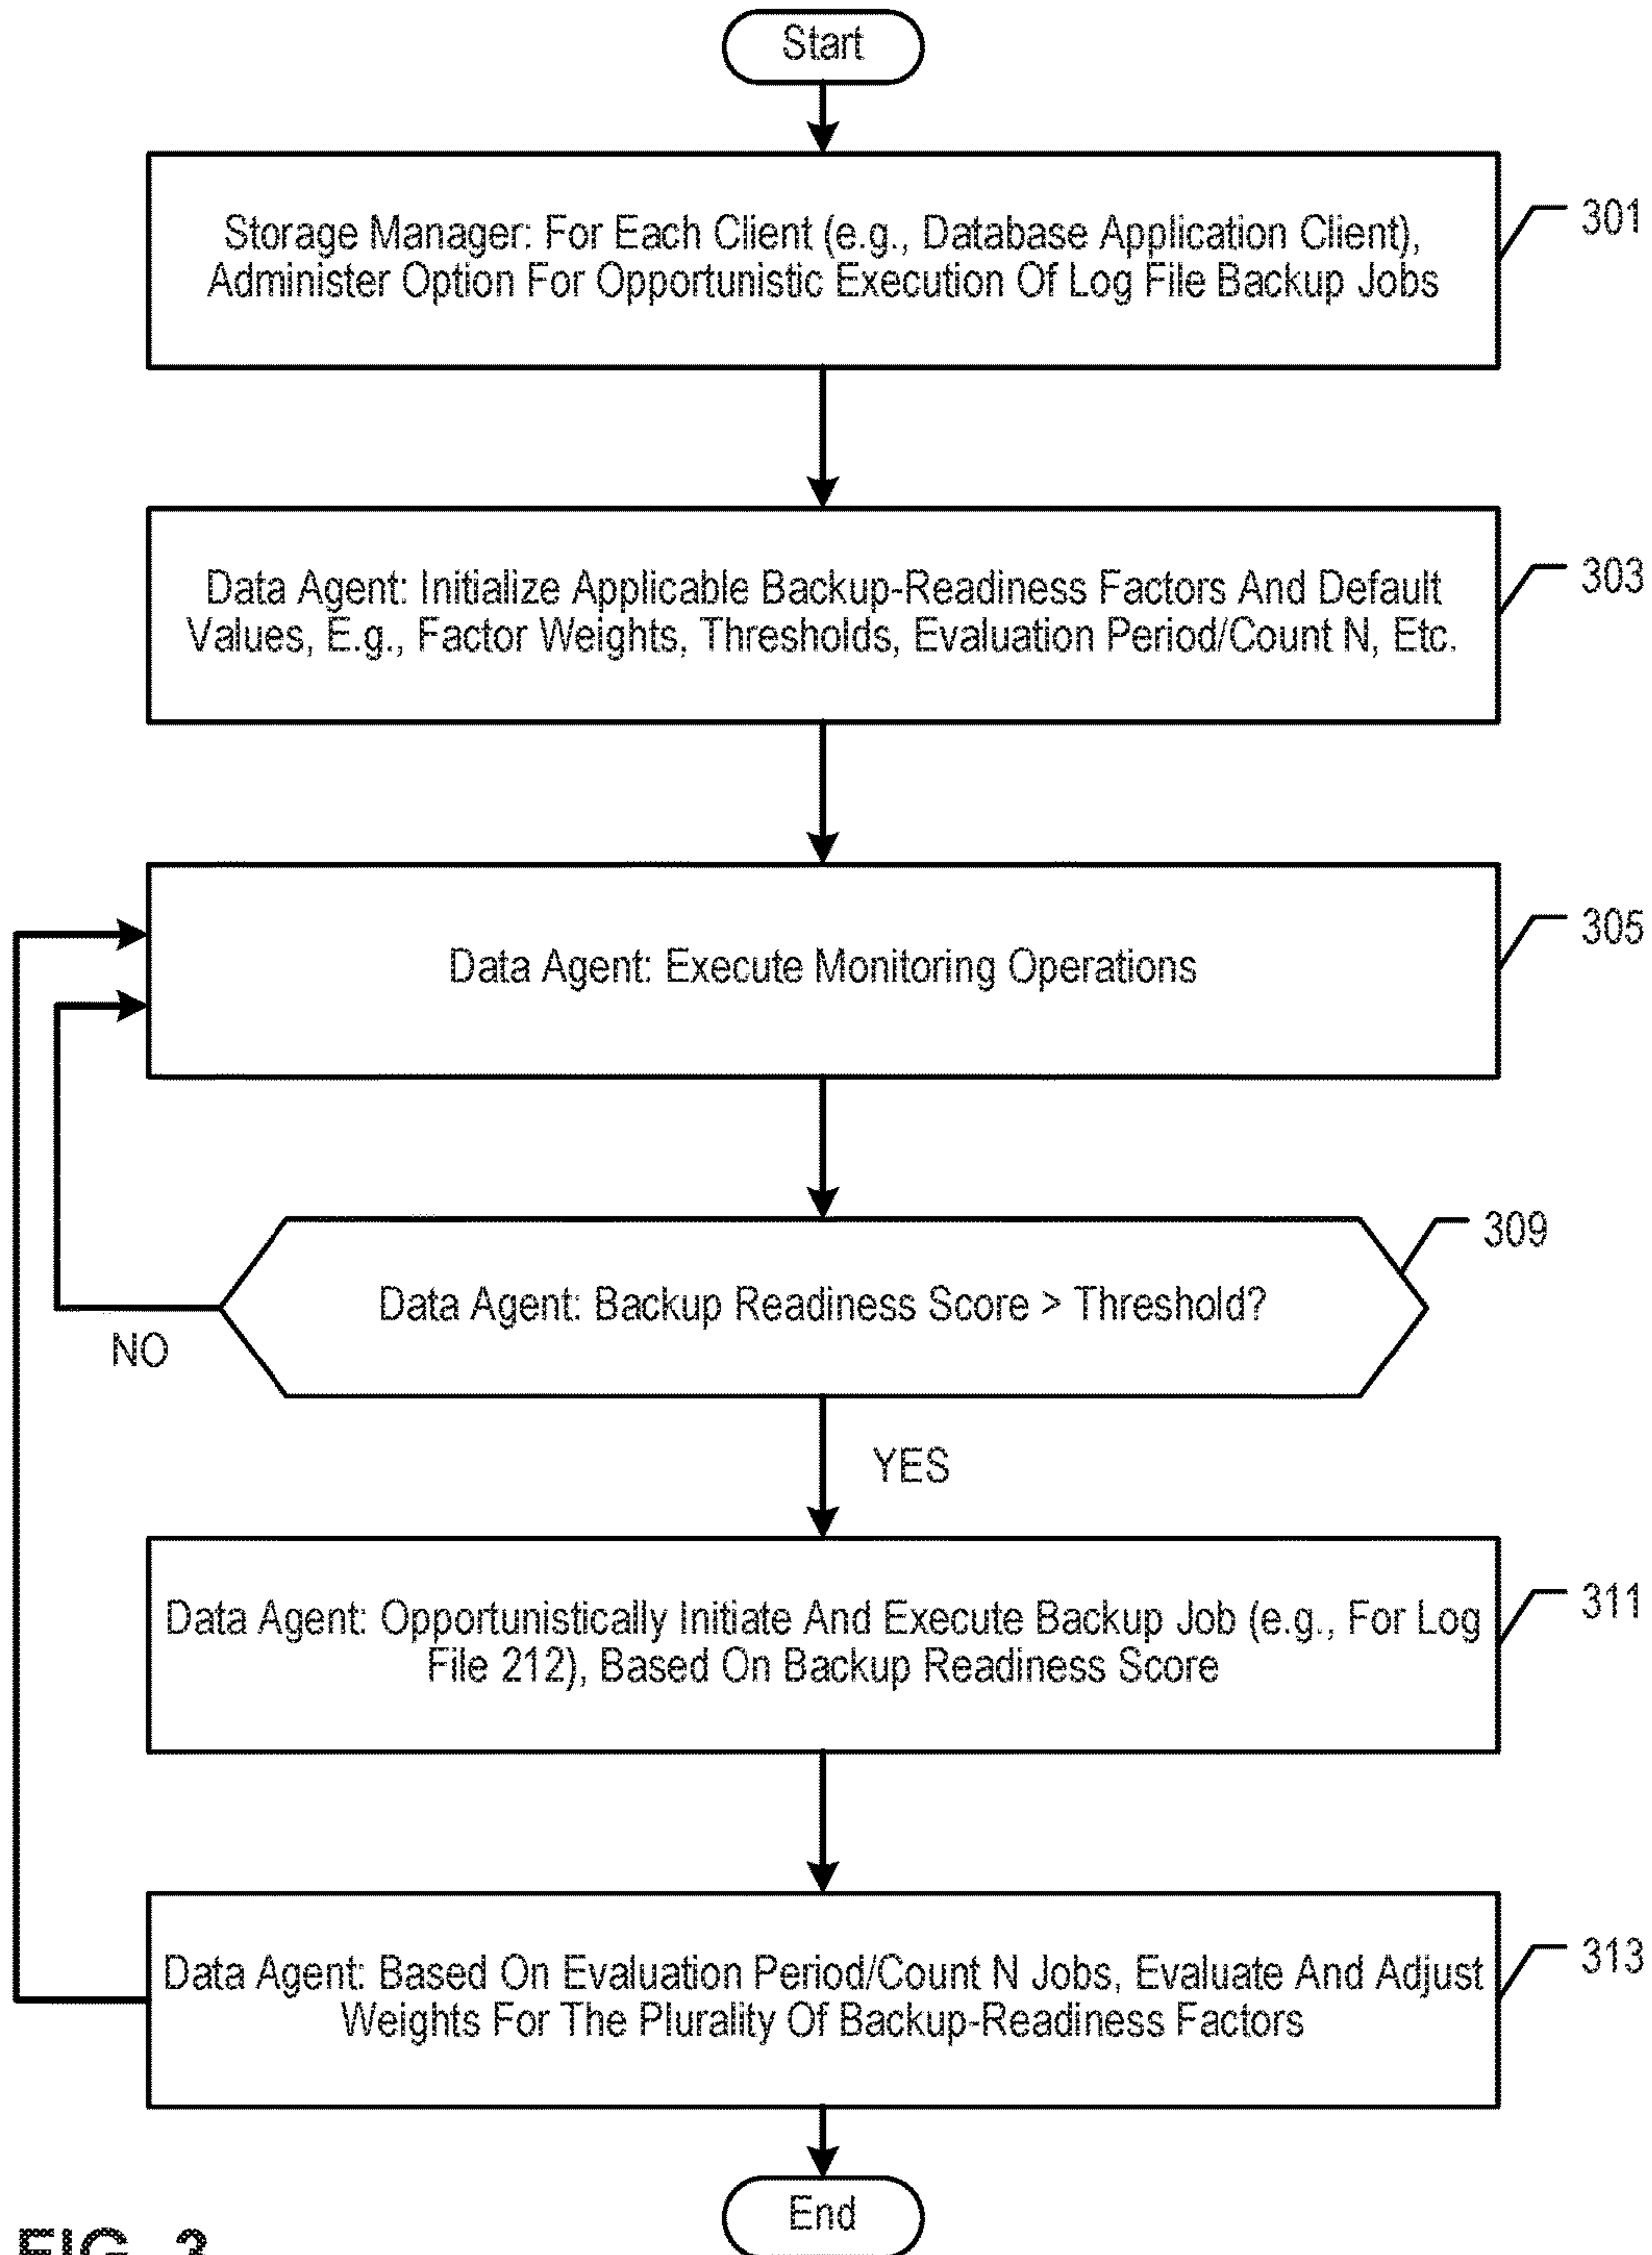 Start
Storage Manager: For Each Client (e.g., Database Application Client),
Administer Option For Opportunistic Execution Of Log File Backup Jobs
301
Data Agent: Initialize Applicable Backup-Readiness Factors And Default
Values, E.g., Factor Weights, Thresholds, Evaluation Period/Count N, Etc.
303
Data Agent: Execute Monitoring Operations
305
Data Agent: Backup Readiness Score > Threshold?
309
NO
YES
Data Agent: Opportunistically Initiate And Execute Backup Job (e.g., For Log
File 212), Based On Backup Readiness Score
311
Data Agent: Based On Evaluation Period/Count N Jobs, Evaluate And Adjust
Weights For The Plurality Of Backup-Readiness Factors
313
End
FIG. 3